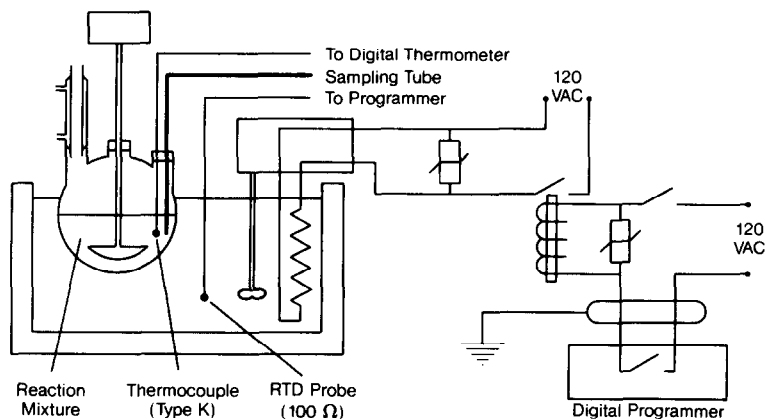 To Digital Thermometer
Sampling Tube
To Programmer
120
VAC
120
VAC
Reaction
Mixture
Thermocouple
(Type K)
RTD Probe
(100 Ω)
Digital Programmer